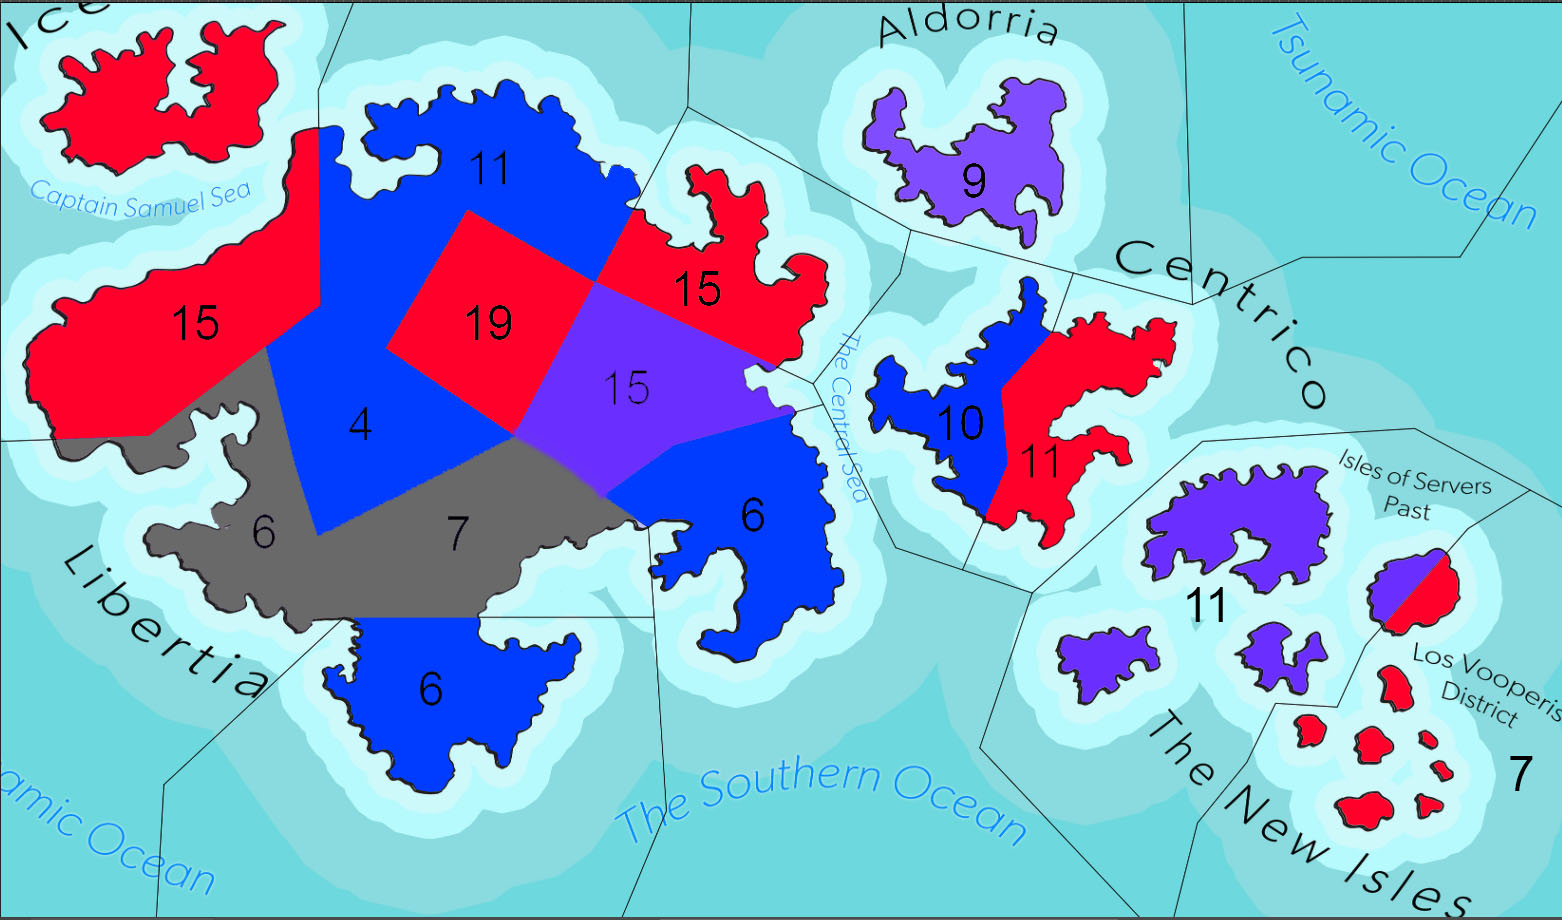 Ice
Aldorria
Tsunamic Ocean
Captain Samuel Sea
11
9
15
19
15
Centrico
15
The Central Sea
4
10
11
6
7
6
Isles of Servers
Past
11
Libertia
6
Los Vooperis
District
The New Isles
7
amic Ocean
The Southern Ocean